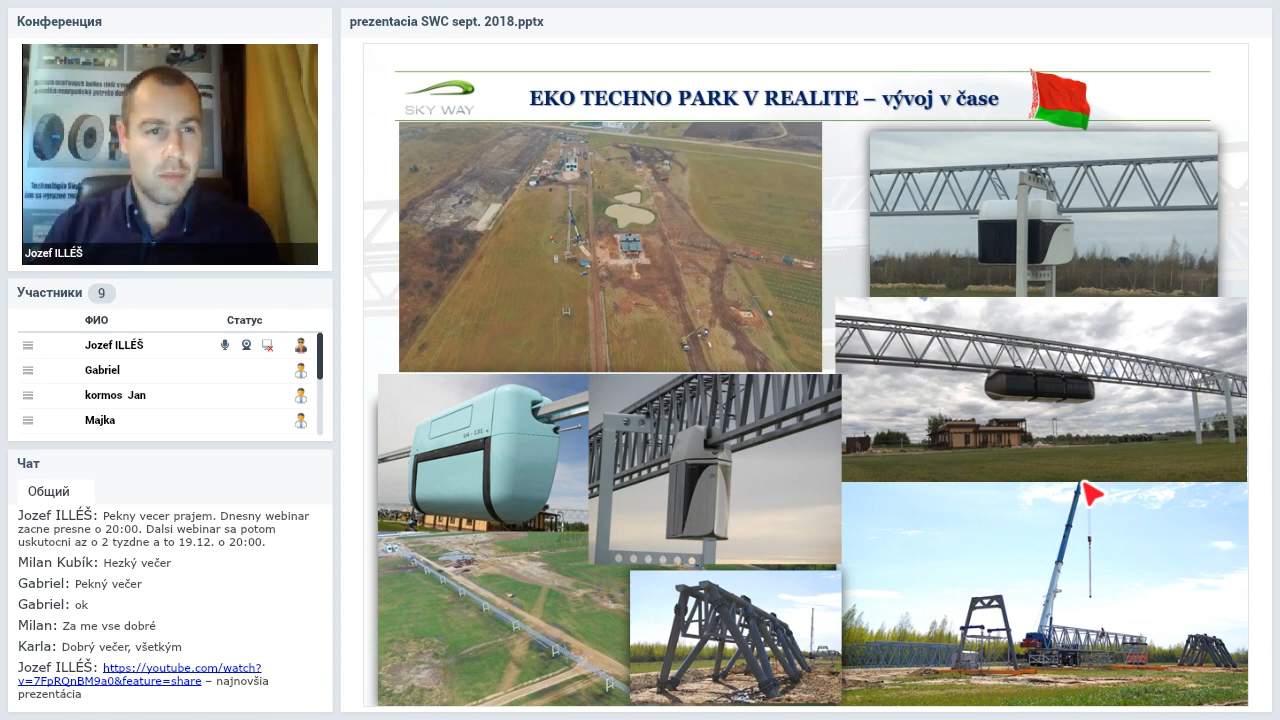 Конференция
Jozef ILLÉŠ
Участники 9
ФИО Статус
Jozef ILLÉŠ
Gabriel
kormos Jan
Majka
Чат
Общий
Jozef ILLÉŠ: Pekny vecer prajem. Dnesny webinar
zacne presne o 20:00. Dalsi webinar sa potom
uskutocni az o 2 tyzdne a to 19.12. o 20:00.
Milan Kubík: Hezký večer
Gabriel: Pekný večer
Gabriel: ok
Milan: Za me vse dobré
Karla: Dobrý večer, všetkým
Jozef ILLÉŠ: https://youtube.com/watch?
v=7FpRQnBM9a0&feature=share – najnovšia
prezentácia
prezentacia SWC sept. 2018.pptx
SKY WAY
EKO TECHNO PARK V REALITE – vývoj v čase